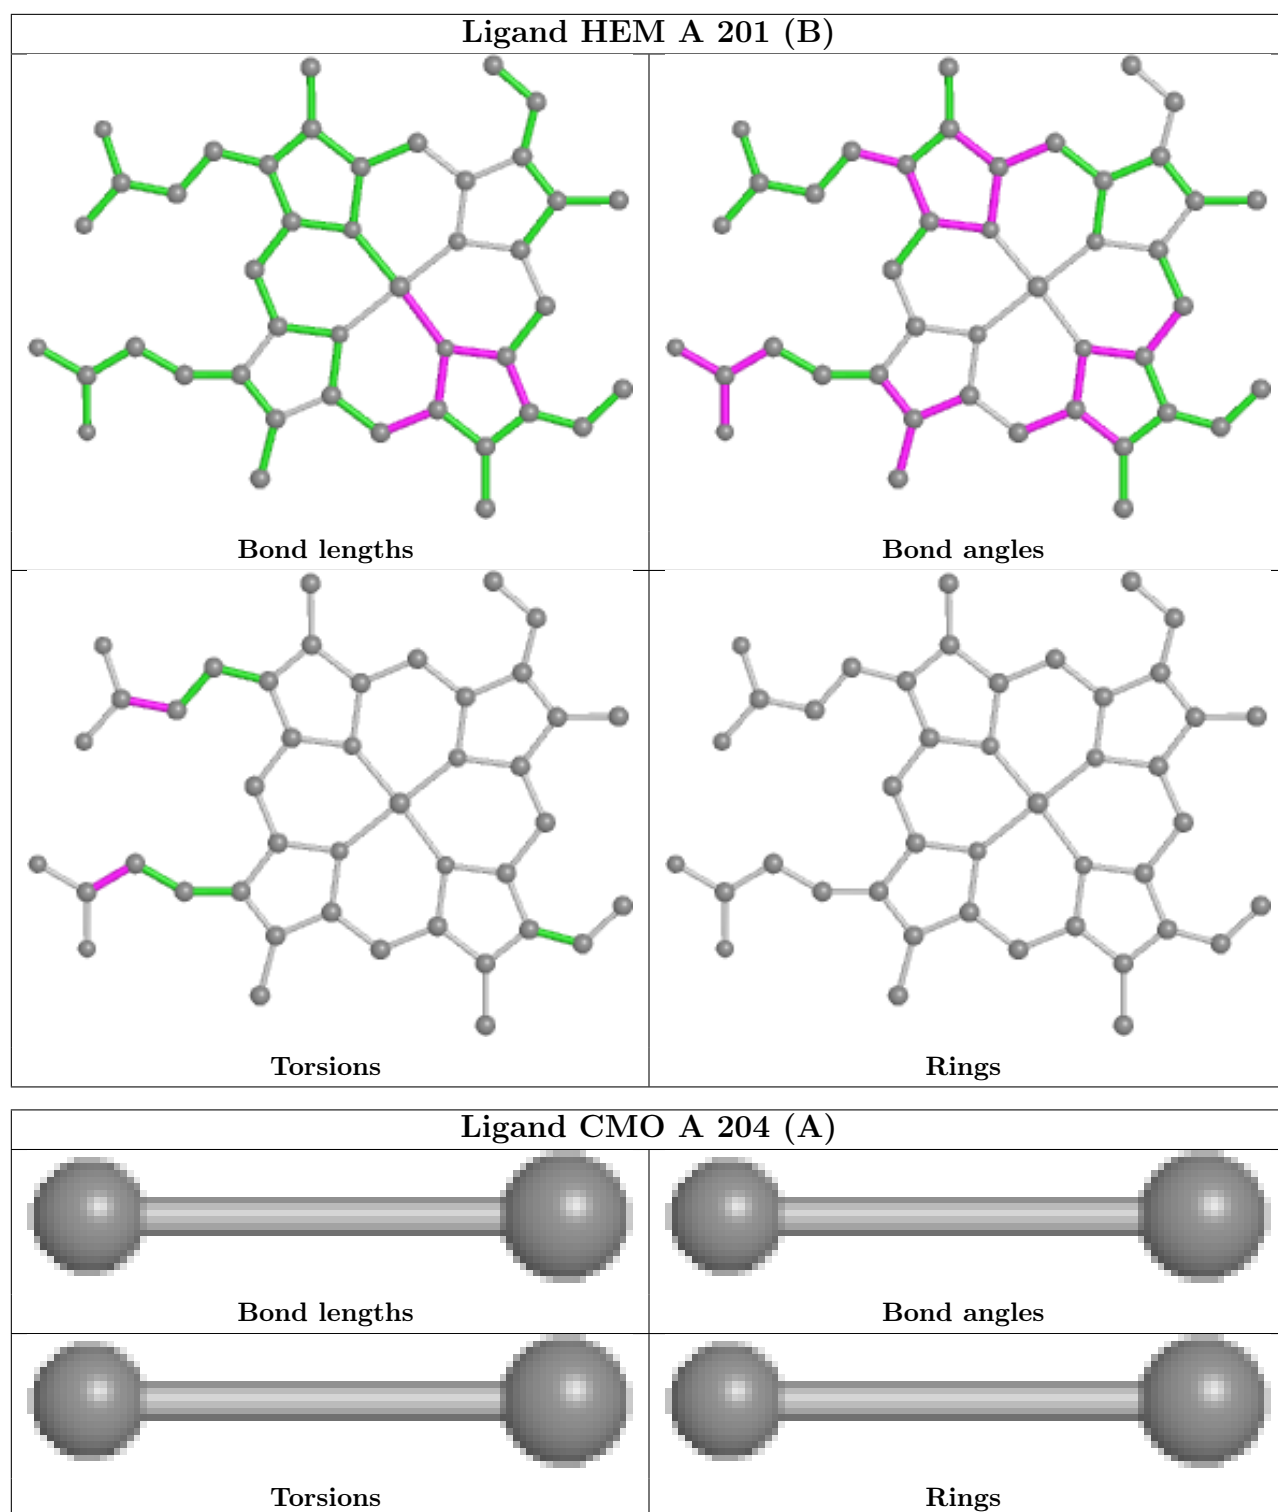 Ligand HEM A 201 (B)
Bond lengths
Bond angles
Torsions
Rings
Ligand CMO A 204 (A)
Bond lengths
Bond angles
Torsions
Rings